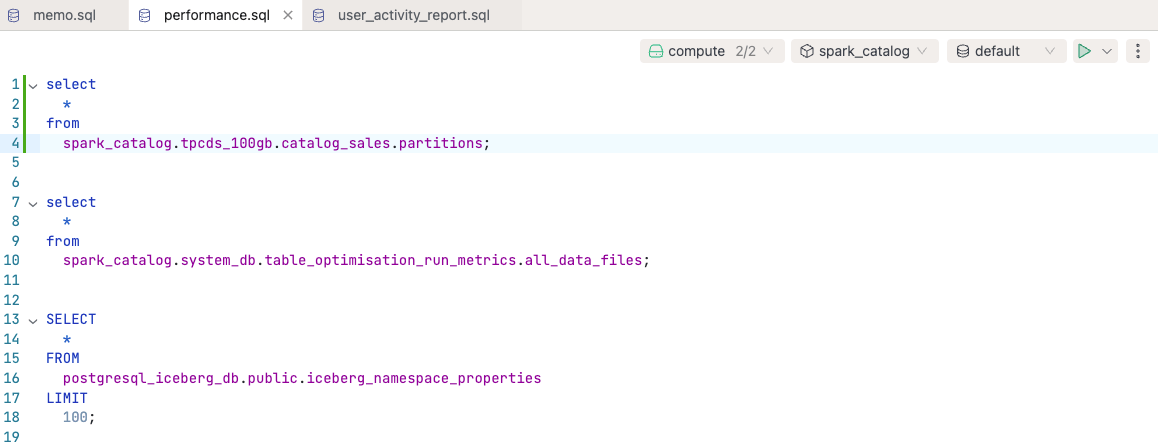 memo.sql performance.sql user_activity_report.sql
compute 2/2 spark_catalog default
1 select
2 *
3 from
4 spark_catalog.tpcds_100gb.catalog_sales.partitions;
5
6
7 select
8 *
9 from
10 spark_catalog.system_db.table_optimisation_run_metrics.all_data_files;
11
12
13 SELECT
14 *
15 FROM
16 postgresql_iceberg_db.public.iceberg_namespace_properties
17 LIMIT
18 100;
19